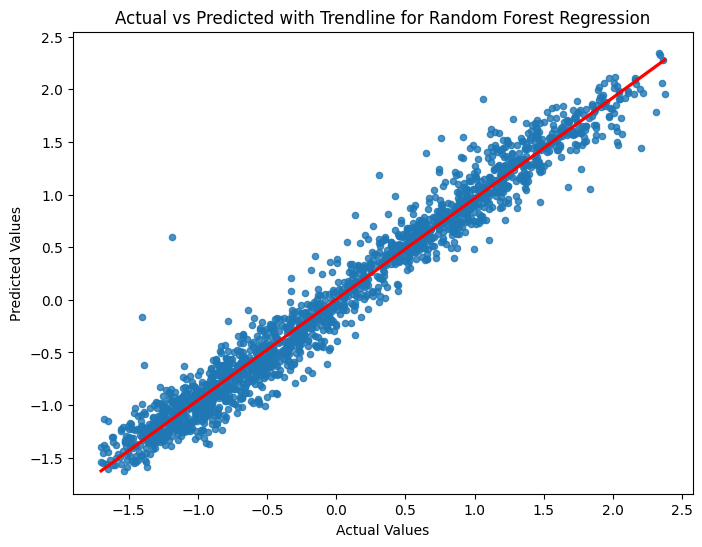 Actual vs Predicted with Trendline for Random Forest Regression
2.5
2.0
1.5
1.0
0.5
0.0
−0.5
−1.0
−1.5
Predicted Values
−1.5 −1.0 −0.5 0.0 0.5 1.0 1.5 2.0 2.5
Actual Values